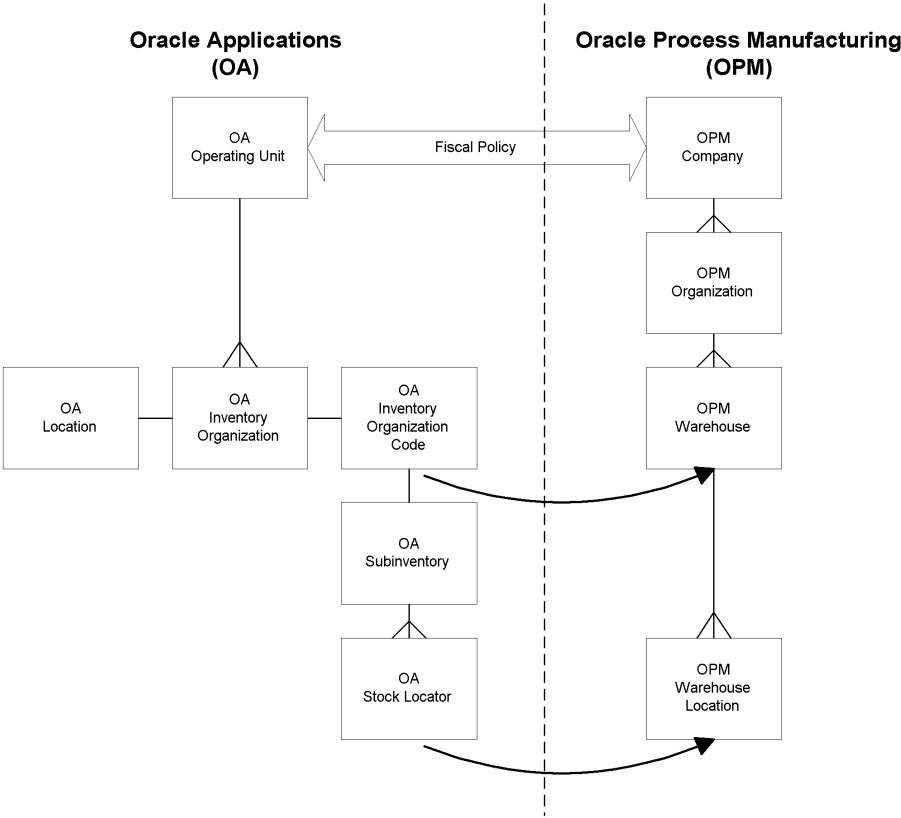 Oracle Applications
(OA)
Oracle Process Manufacturing
(OPM)
OA
Operating Unit
Fiscal Policy
OPM
Company
OPM
Organization
OA
Location
OA
Inventory
Organization
OA
Inventory
Organization
Code
OPM
Warehouse
OA
Subinventory
OA
Stock Locator
OPM
Warehouse
Location